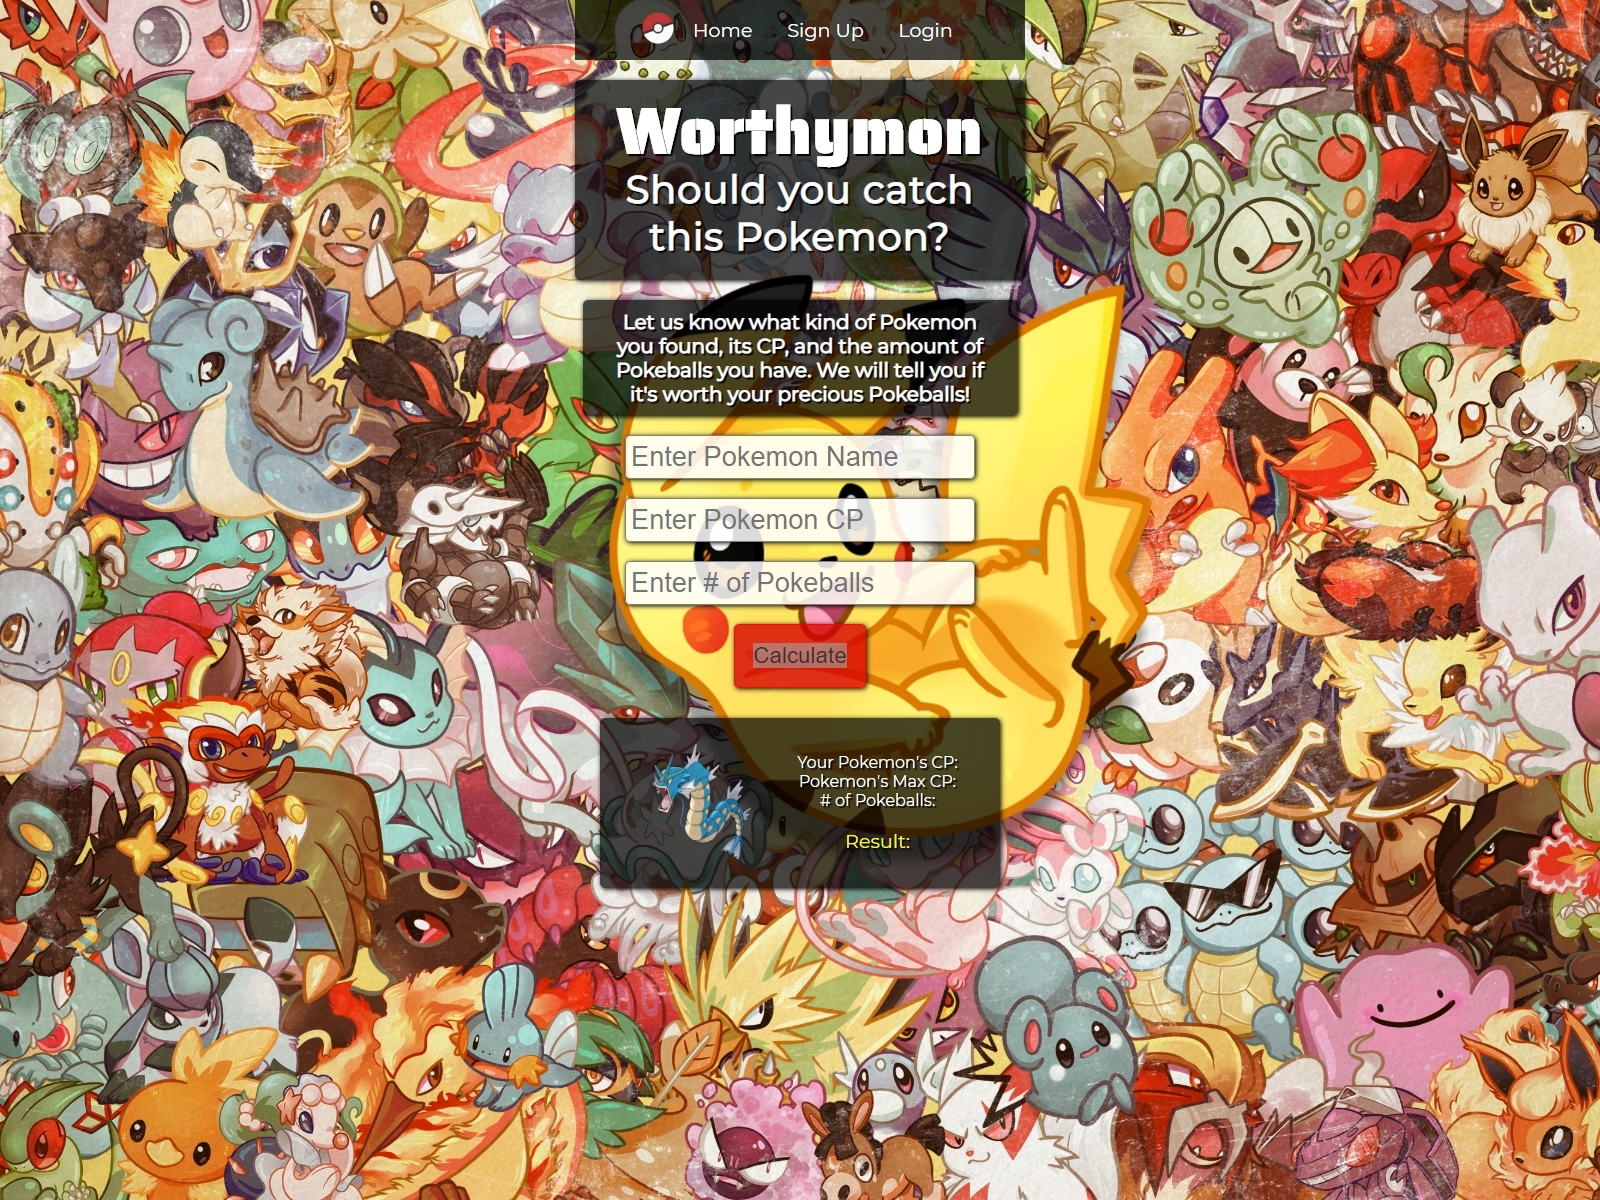 Home Sign Up Login
Worthymon
Should you catch
this Pokemon?
Let us know what kind of Pokemon
you found, its CP, and the amount of
Pokeballs you have. We will tell you if
it's worth your precious Pokeballs!
Enter Pokemon Name
Enter Pokemon CP
Enter # of Pokeballs
Calculate
Your Pokemon's CP:
Pokemon's Max CP:
# of Pokeballs:
Result: